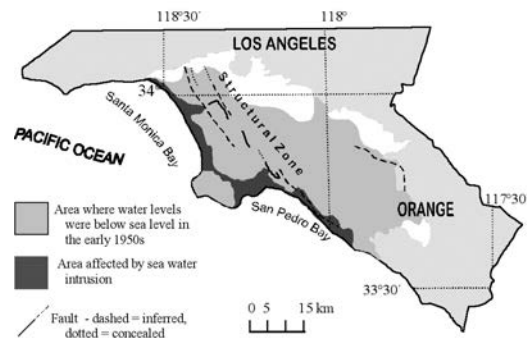 118°30'
118°
LOS ANGELES
34
Structural Zone
Santa Monica Bay
PACIFIC OCEAN
San Pedro Bay
ORANGE
117°30
33°30'
Area where water levels
were below sea level in
the early 1950s
Area affected by sea water
intrusion
Fault - dashed = inferred,
dotted = concealed
0 5 15 km